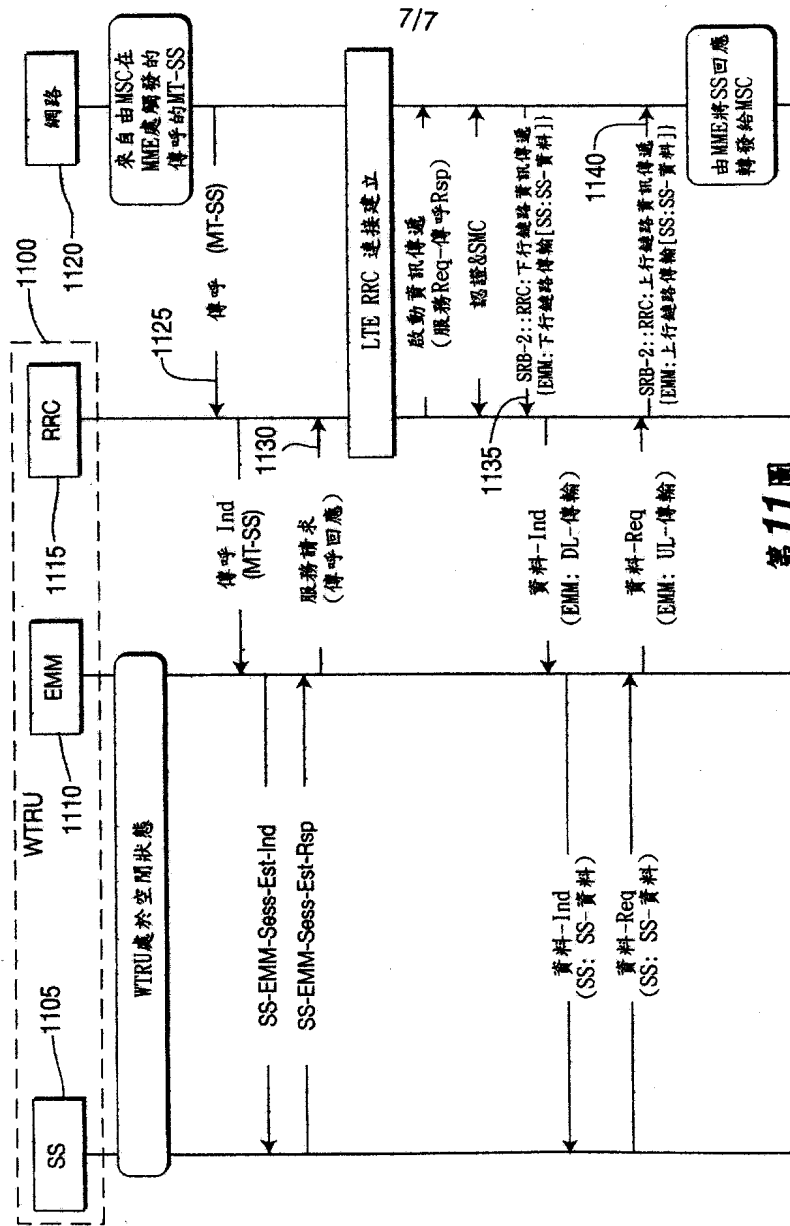 7/7
1100
WTRU
SS
1105
EMM
1110
RRC
1115
網路
1120
WTRU處於空閒狀態
來自由MSC在
MME處觸發的
傳呼的MT-SS
傳呼 (MT-SS)
1125
傳呼 Ind
(MT-SS)
SS-EMM-Sess-Est-Ind
SS-EMM-Sess-Est-Rsp
服務請求
(傳呼回應)
1130
LTE RRC 連接建立
啟動資訊傳遞
(服務Req-傳呼Rsp)
認證&SMC
1135
SRB-2::RRC:下行鏈路資訊傳遞
{EMM:下行鏈路傳輸[SS:SS-資料]}
資料-Ind
(EMM: DL-傳輸)
資料-Ind
(SS: SS-資料)
資料-Req
(SS: SS-資料)
資料-Req
(EMM: UL-傳輸)
1140
SRB-2::RRC:上行鏈路資訊傳遞
{EMM:上行鏈路傳輸[SS:SS-資料]}
由MME將SS回應
轉發給MSC
第11圖